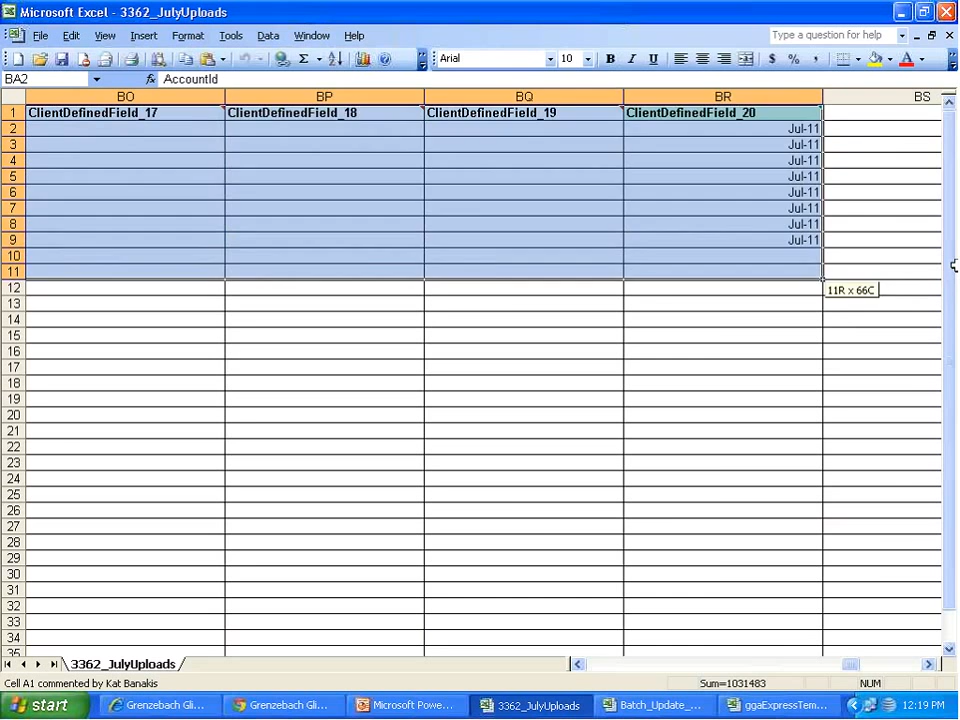 Microsoft Excel - 3362_JulyUploads
File Edit View Insert Format Tools Data Window Help
Type a question for help
Arial 10 B I U $ % ,
BA2 fx AccountId
BO BP BQ BR BS
1 ClientDefinedField_17 ClientDefinedField_18 ClientDefinedField_19 ClientDefinedField_20
2 Jul-11
3 Jul-11
4 Jul-11
5 Jul-11
6 Jul-11
7 Jul-11
8 Jul-11
9 Jul-11
10
11
12 11R x 66C
13
14
15
16
17
18
19
20
21
22
23
24
25
26
27
28
29
30
31
32
33
34
35
3362_JulyUploads
Cell A1 commented by Kat Banakis Sum=1031483 NUM
start Grenzebach Gli... Grenzebach Gli... Microsoft Powe... 3362_JulyUploads Batch_Update_... ggaExpressTem... 12:19 PM